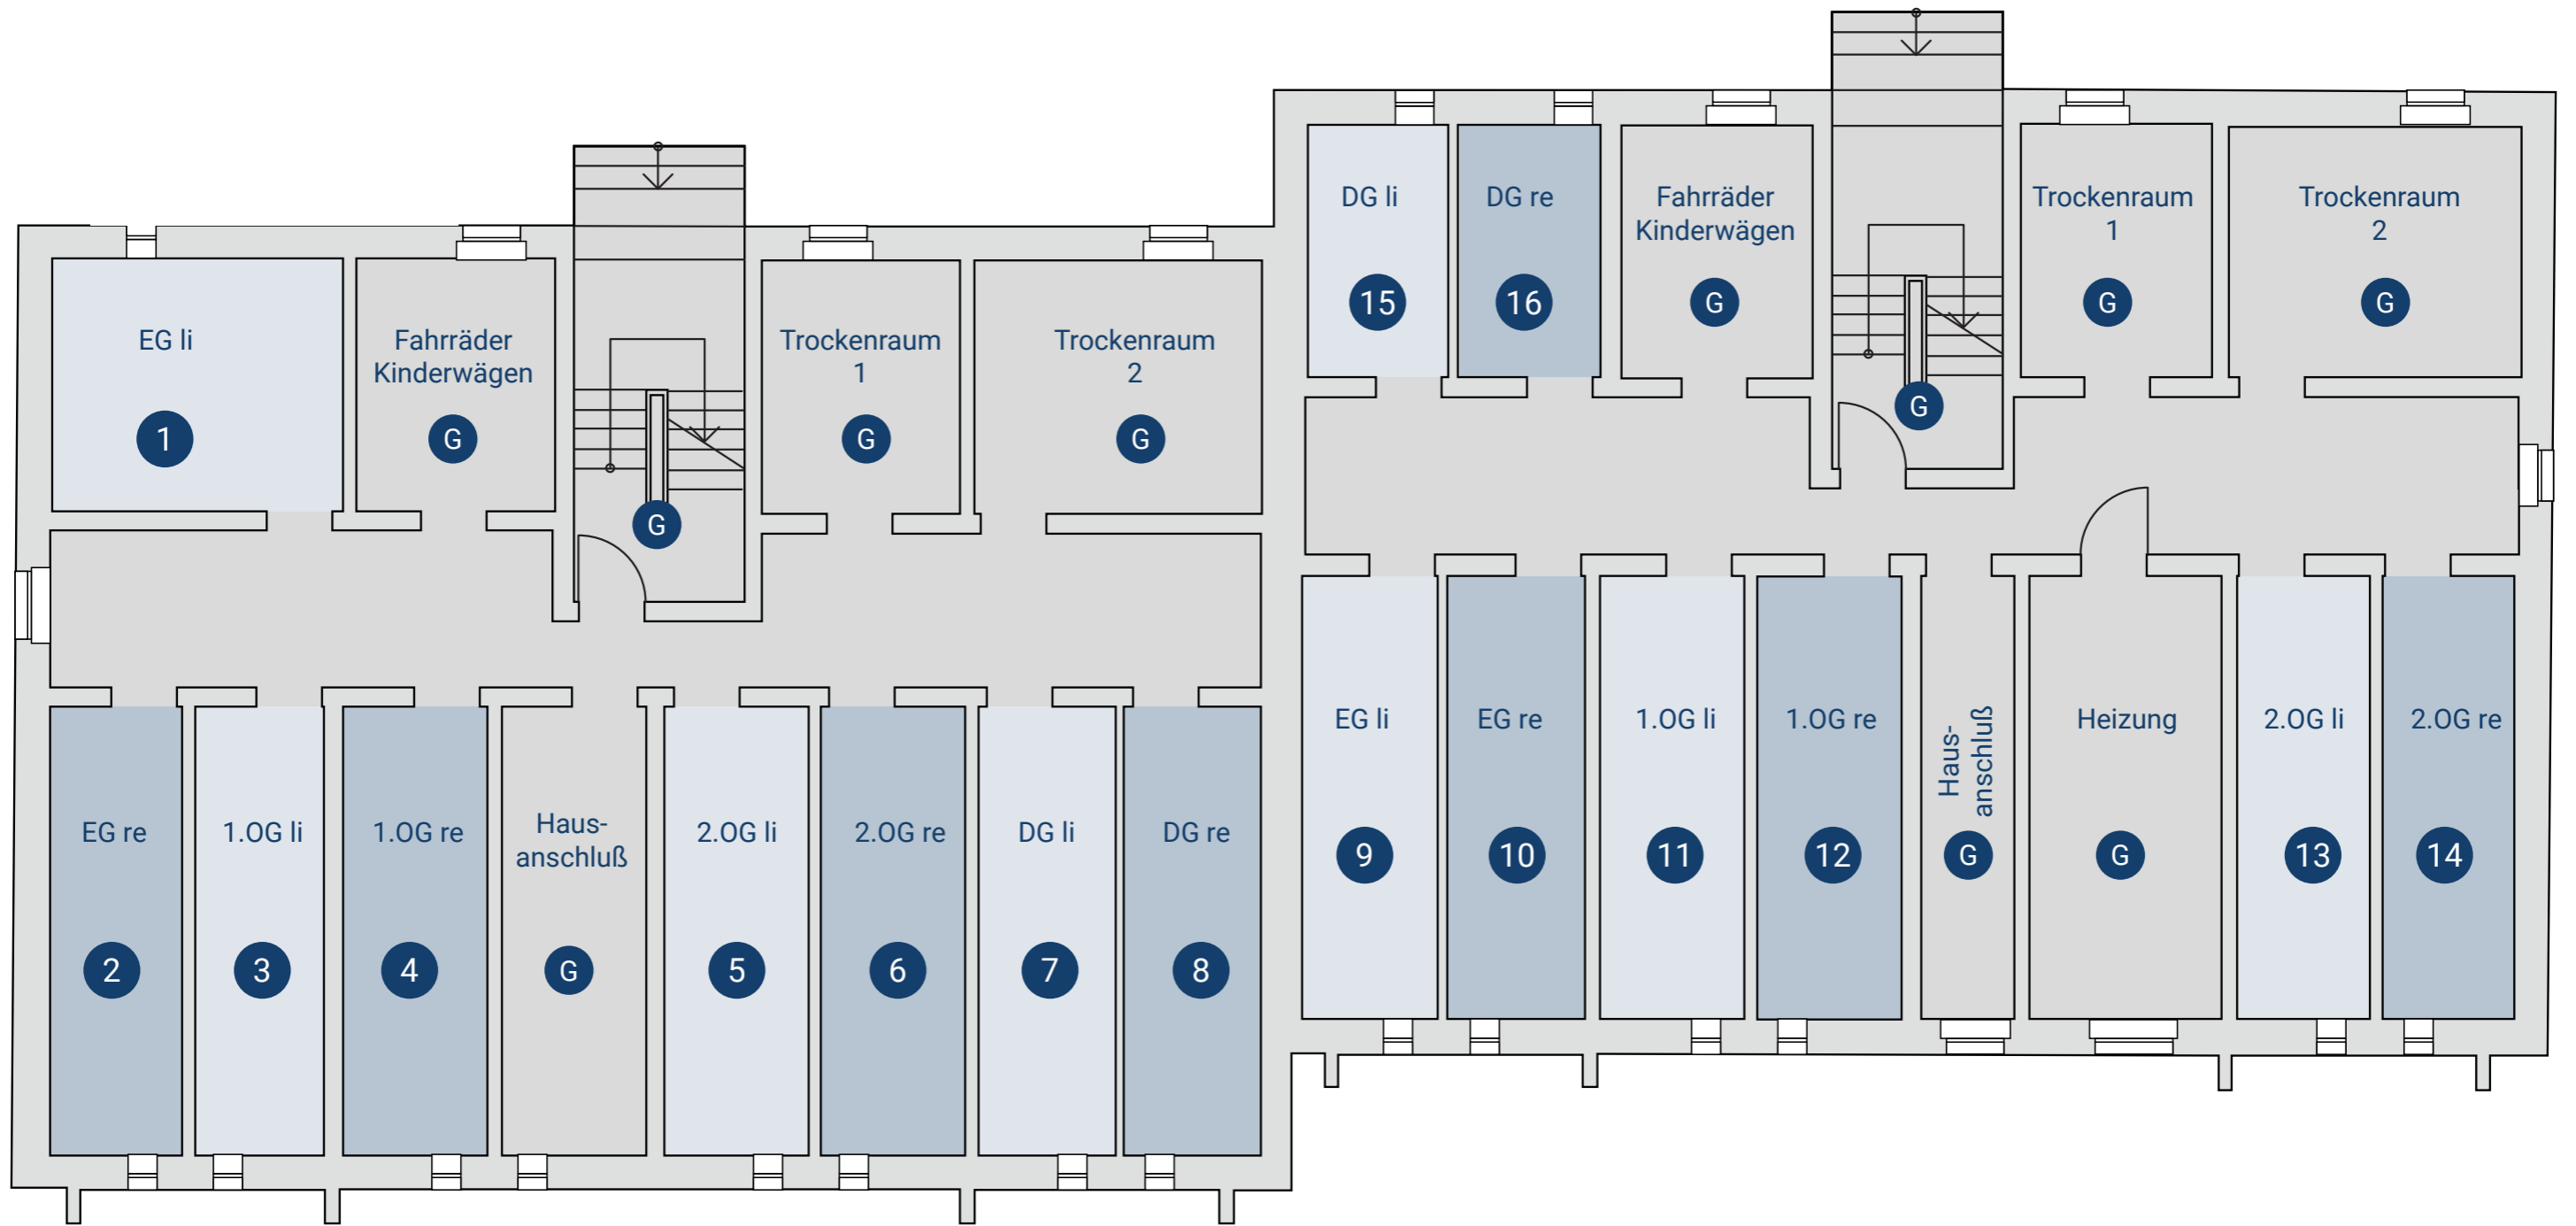 EG li
1
Fahrräder
Kinderwägen
G
G
Trockenraum
1
G
Trockenraum
2
G
EG re
2
1.OG li
3
1.OG re
4
Haus-
anschluß
G
2.OG li
5
2.OG re
6
DG li
7
DG re
8
DG li
15
DG re
16
Fahrräder
Kinderwägen
G
G
Trockenraum
1
G
Trockenraum
2
G
EG li
9
EG re
10
1.OG li
11
1.OG re
12
Haus-
anschluß
G
Heizung
G
2.OG li
13
2.OG re
14